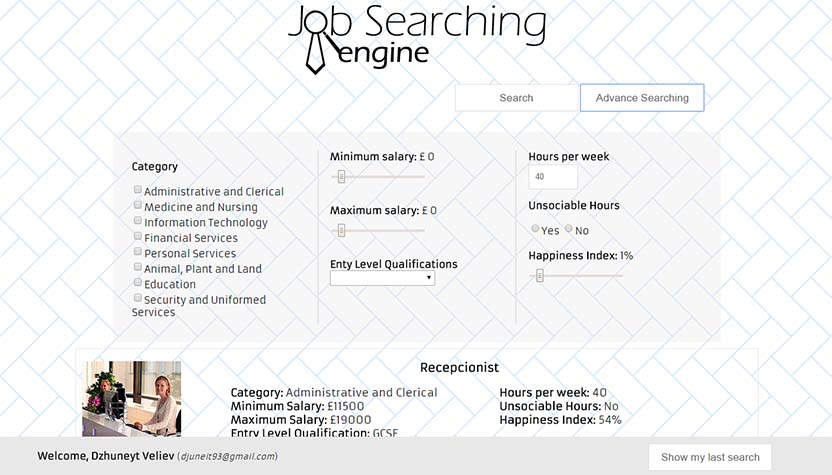 Job Searching
engine
Search
Advance Searching
Category
Administrative and Clerical
Medicine and Nursing
Information Technology
Financial Services
Personal Services
Animal, Plant and Land
Education
Security and Uniformed
Services
Minimum salary: £ 0
Maximum salary: £ 0
Enty Level Qualifications
Hours per week
40
Unsociable Hours
Yes No
Happiness Index: 1%
Recepcionist
Category: Administrative and Clerical
Minimum Salary: £11500
Maximum Salary: £19000
Entry Level Qualification: GCSE
Hours per week: 40
Unsociable Hours: No
Happiness Index: 54%
Welcome, Dzhuneyt Veliev (djuneit93@gmail.com)
Show my last search